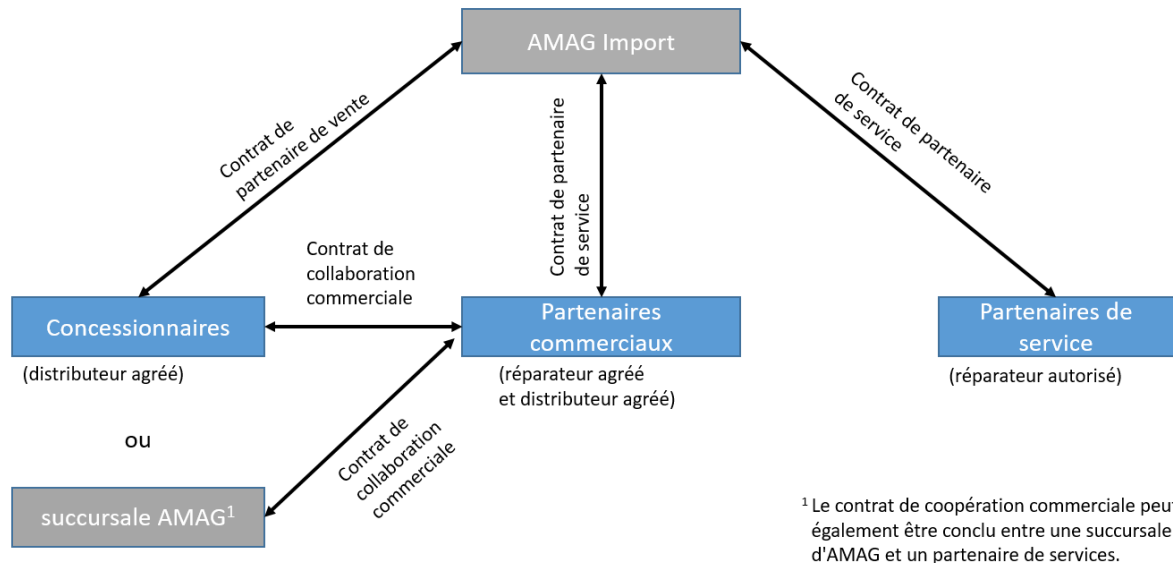 AMAG Import
Contrat de
partenaire de vente
Contrat de partenaire
de service
Contrat de partenaire
de service
Contrat de
collaboration
commerciale
Concessionnaires
(distributeur agréé)
Partenaires
commerciaux
(réparateur agréé
et distributeur agréé)
Partenaires de
service
(réparateur autorisé)
ou
Contrat de
collaboration
commerciale
succursale AMAG¹
¹ Le contrat de coopération commerciale peu
également être conclu entre une succursale
d'AMAG et un partenaire de services.